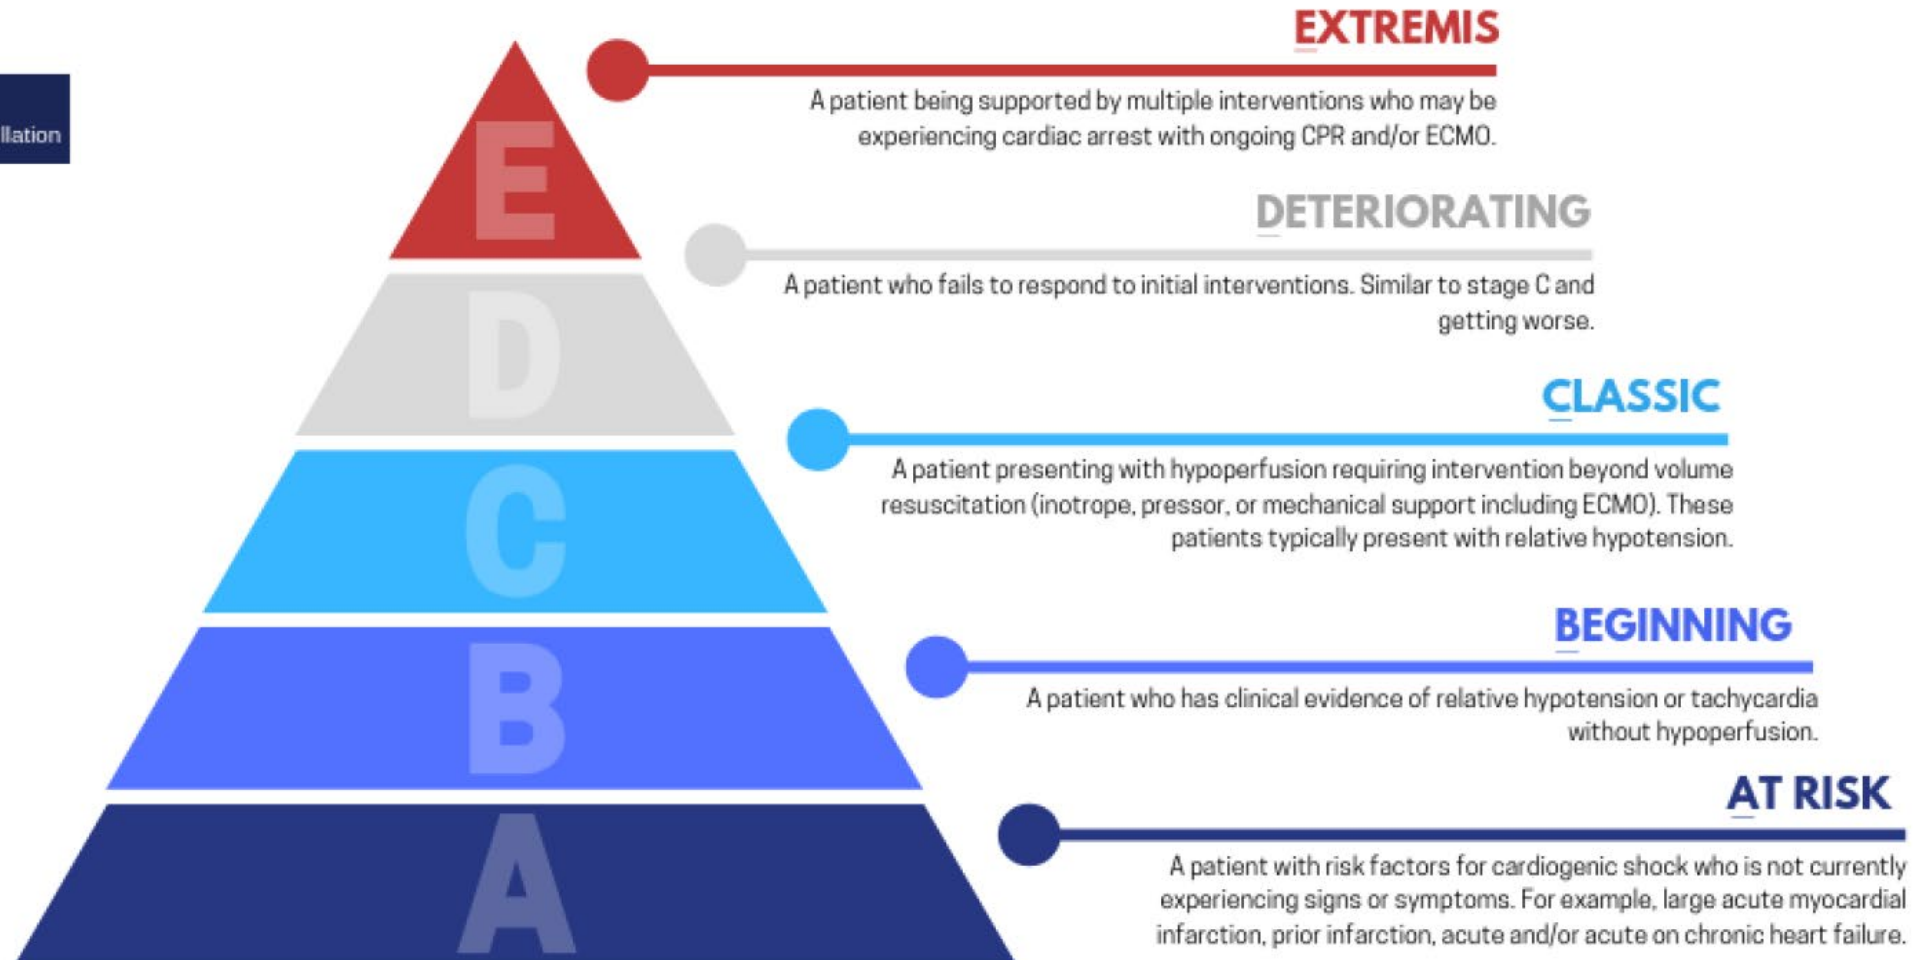 llation
E
EXTREMIS
A patient being supported by multiple interventions who may be
experiencing cardiac arrest with ongoing CPR and/or ECMO.
D
DETERIORATING
A patient who fails to respond to initial interventions. Similar to stage C and
getting worse.
C
CLASSIC
A patient presenting with hypoperfusion requiring intervention beyond volume
resuscitation (inotrope, pressor, or mechanical support including ECMO). These
patients typically present with relative hypotension.
B
BEGINNING
A patient who has clinical evidence of relative hypotension or tachycardia
without hypoperfusion.
A
AT RISK
A patient with risk factors for cardiogenic shock who is not currently
experiencing signs or symptoms. For example, large acute myocardial
infarction, prior infarction, acute and/or acute on chronic heart failure.